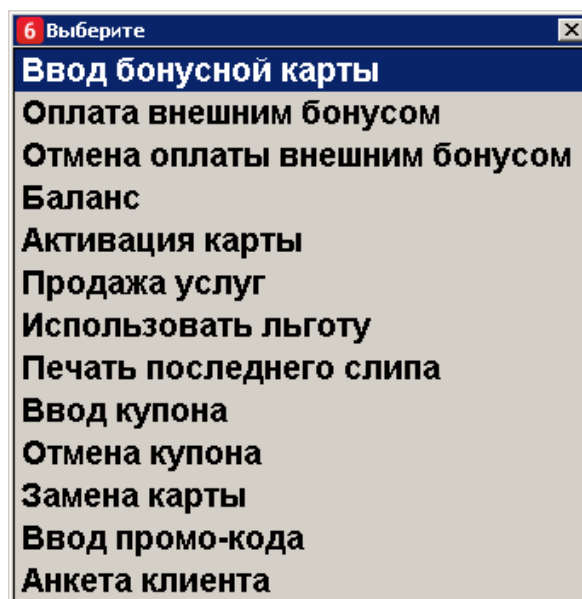 6 Выберите
Ввод бонусной карты
Оплата внешним бонусом
Отмена оплаты внешним бонусом
Баланс
Активация карты
Продажа услуг
Использовать льготу
Печать последнего слипа
Ввод купона
Отмена купона
Замена карты
Ввод промо-кода
Анкета клиента